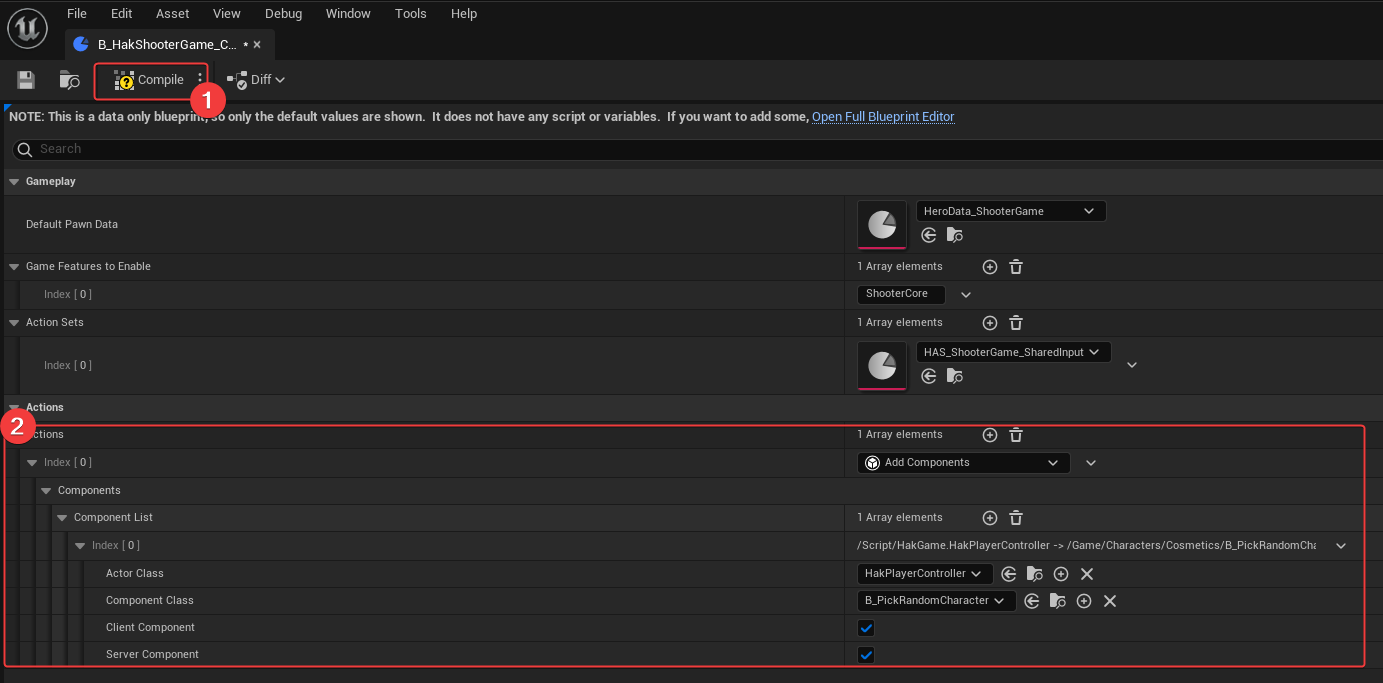 File Edit Asset View Debug Window Tools Help
B_HakShooterGame_C... •
Compile Diff
1
NOTE: This is a data only blueprint, so only the default values are shown. It does not have any script or variables. If you want to add some, Open Full Blueprint Editor
Search
Gameplay
Default Pawn Data HeroData_ShooterGame
Game Features to Enable 1 Array elements
Index [ 0 ] ShooterCore
Action Sets 1 Array elements
Index [ 0 ] HAS_ShooterGame_SharedInput
Actions
2
ctions 1 Array elements
Index [ 0 ] Add Components
Components
Component List 1 Array elements
Index [ 0 ] /Script/HakGame.HakPlayerController -> /Game/Characters/Cosmetics/B_PickRandomCha
Actor Class HakPlayerController
Component Class B_PickRandomCharacter
Client Component
Server Component